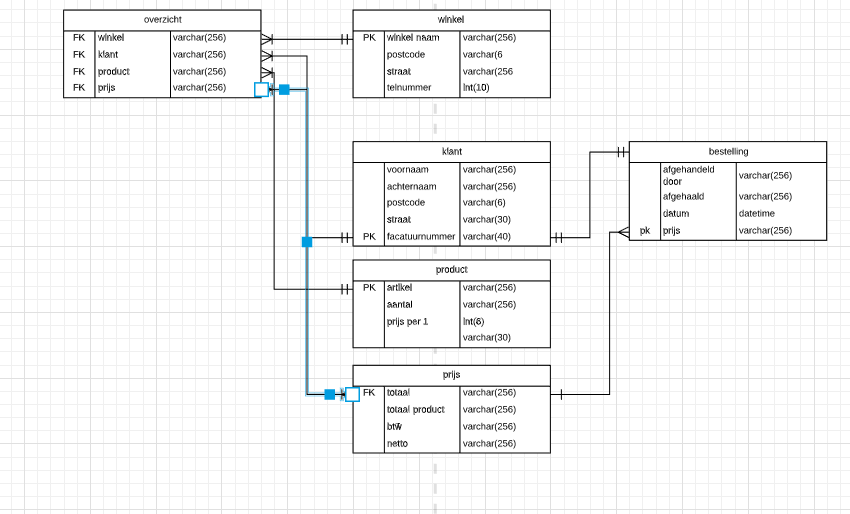 overzicht
FK winkel varchar(256)
FK klant varchar(256)
FK product varchar(256)
FK prijs varchar(256)
winkel
PK winkel naam varchar(256)
postcode varchar(6
straat varchar(256
telnummer Int(10)
klant
voornaam varchar(256)
achternaam varchar(256)
postcode varchar(6)
straat varchar(30)
PK facatuurnummer varchar(40)
bestelling
afgehandeld
door varchar(256)
afgehaald varchar(256)
datum datetime
pk prijs varchar(256)
product
PK artikel varchar(256)
aantal varchar(256)
prijs per 1 Int(6)
varchar(30)
prijs
FK totaal varchar(256)
totaal product varchar(256)
btw varchar(256)
netto varchar(256)